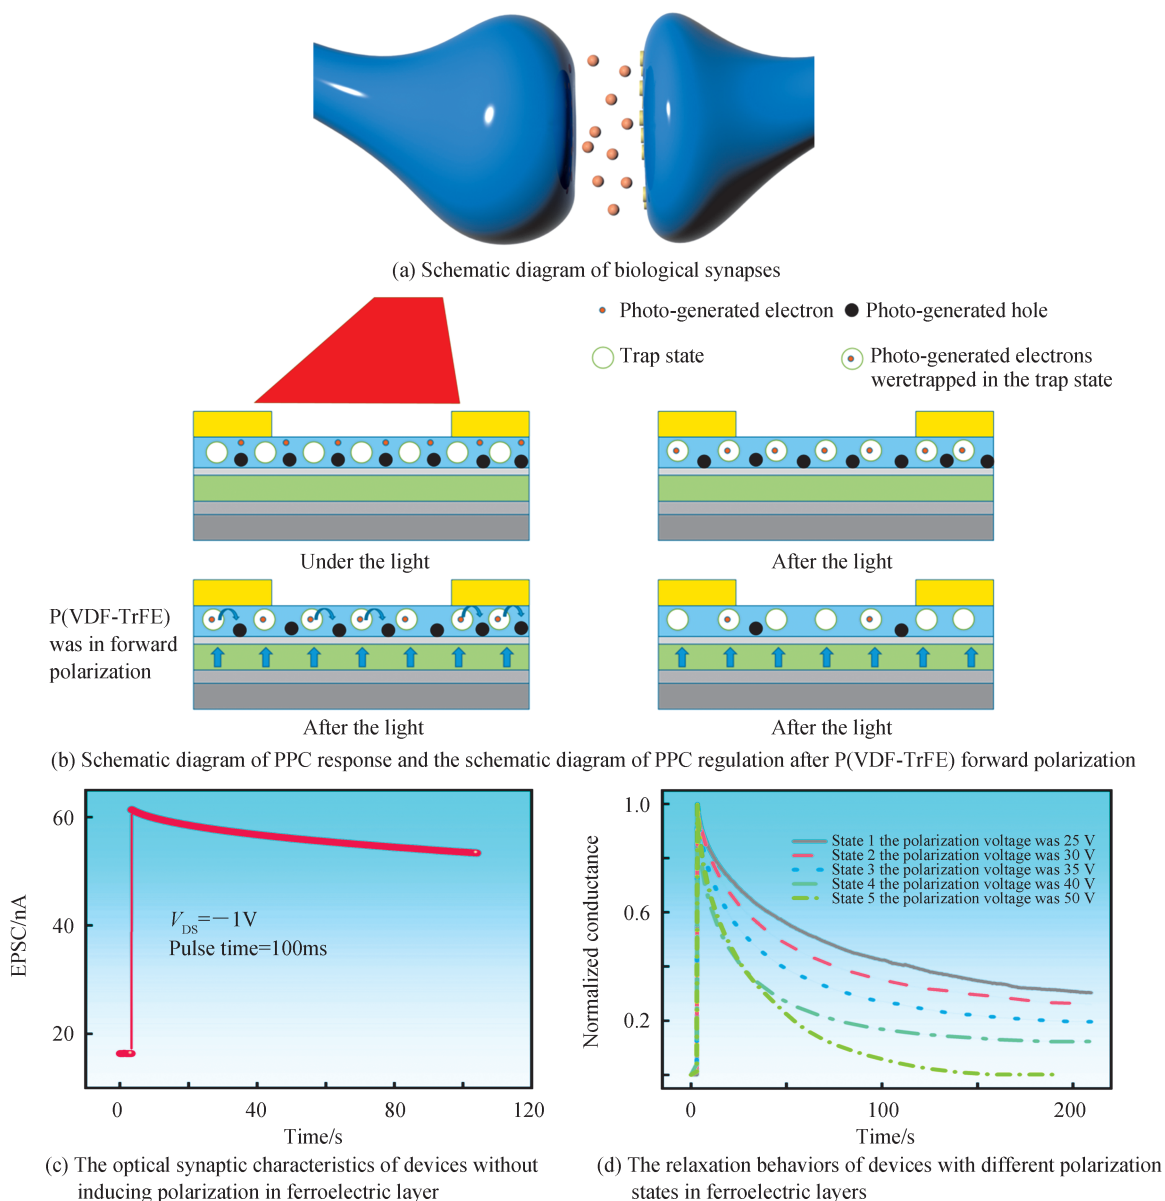 (a) Schematic diagram of biological synapses
Photo-generated electron
Photo-generated hole
Trap state
Photo-generated electrons
weretrapped in the trap state
Under the light
After the light
P(VDF-TrFE)
was in forward
polarization
After the light
After the light
(b) Schematic diagram of PPC response and the schematic diagram of PPC regulation after P(VDF-TrFE) forward polarization
EPSC/nA
60
40
20
V_DS=−1V
Pulse time=100ms
0
40
80
120
Time/s
(c) The optical synaptic characteristics of devices without
inducing polarization in ferroelectric layer
Normalized conductance
1.0
0.6
0.2
State 1 the polarization voltage was 25 V
State 2 the polarization voltage was 30 V
State 3 the polarization voltage was 35 V
State 4 the polarization voltage was 40 V
State 5 the polarization voltage was 50 V
0
100
200
Time/s
(d) The relaxation behaviors of devices with different polarization
states in ferroelectric layers